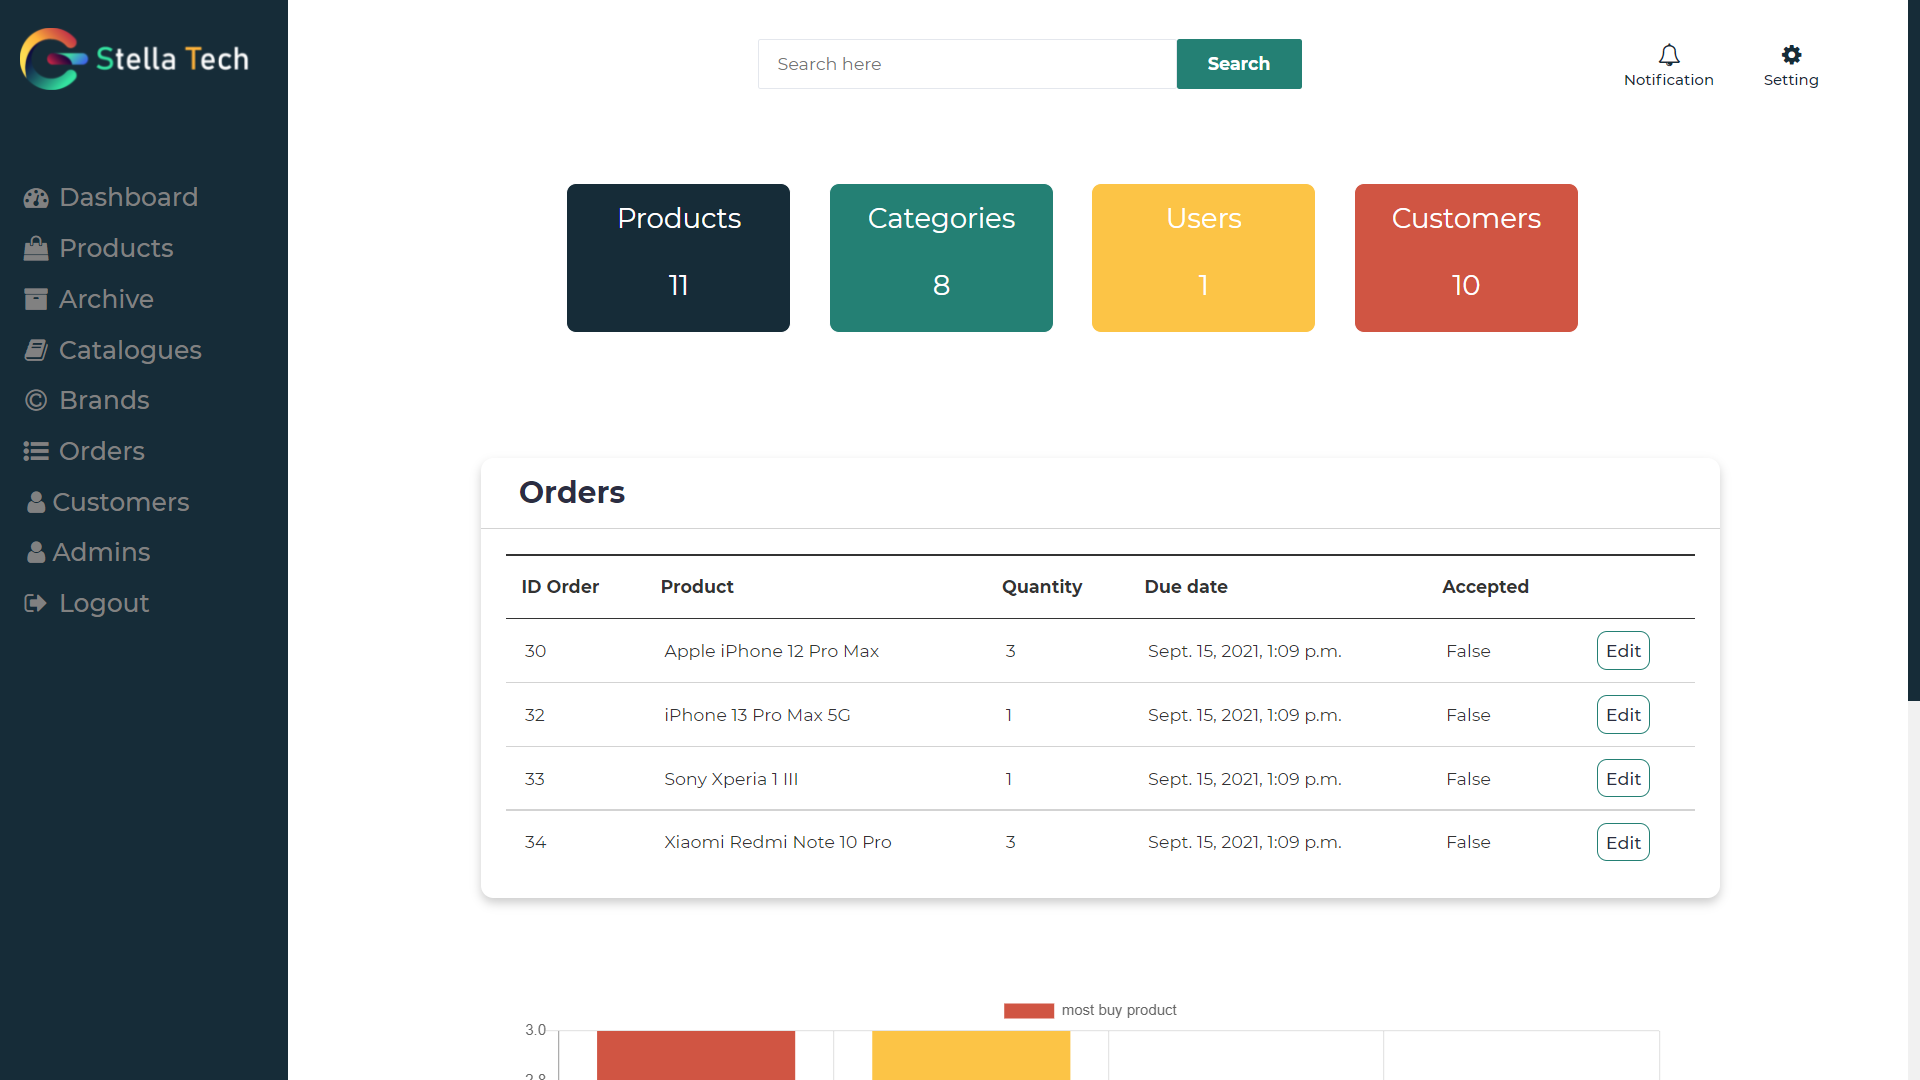 Stella Tech
Search here
Search
Notification
Setting
Dashboard
Products
Archive
Catalogues
Brands
Orders
Customers
Admins
Logout
Products
11
Categories
8
Users
1
Customers
10
Orders
ID Order Product Quantity Due date Accepted
30 Apple iPhone 12 Pro Max 3 Sept. 15, 2021, 1:09 p.m. False Edit
32 iPhone 13 Pro Max 5G 1 Sept. 15, 2021, 1:09 p.m. False Edit
33 Sony Xperia 1 III 1 Sept. 15, 2021, 1:09 p.m. False Edit
34 Xiaomi Redmi Note 10 Pro 3 Sept. 15, 2021, 1:09 p.m. False Edit
most buy product
3.0
2.8